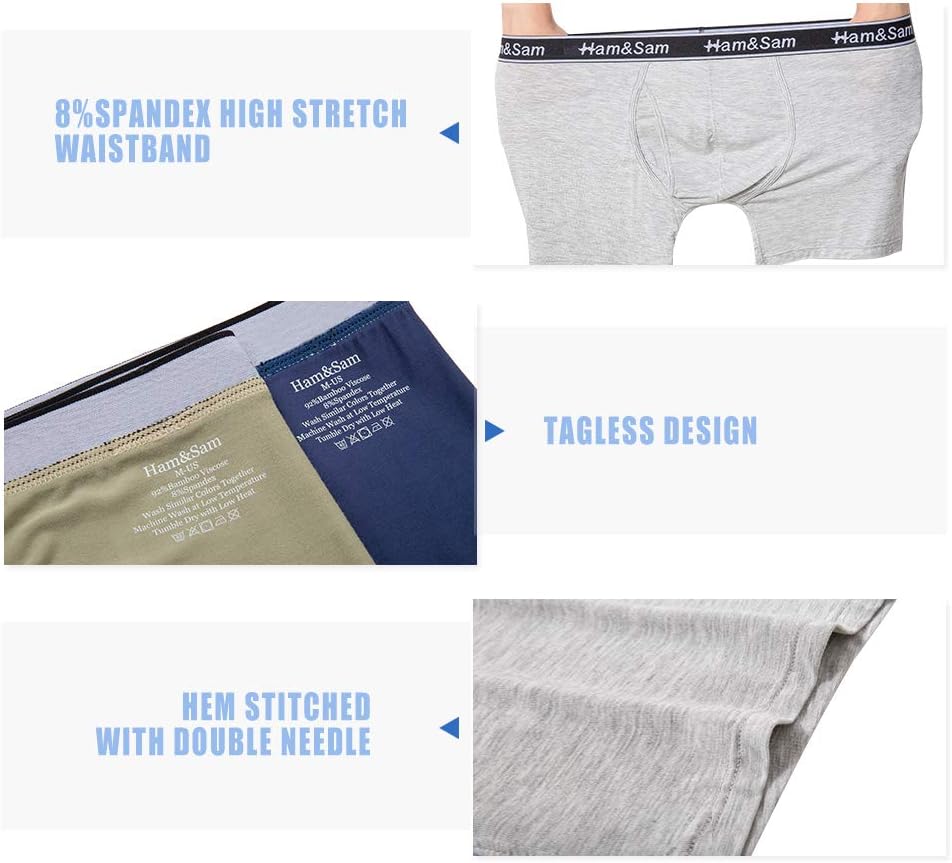 8%SPANDEX HIGH STRETCH
WAISTBAND
&Sam Ham&Sam Ham&Sam Ham&Sam
Ham&Sam
M-US
92%Bamboo Viscose
8%Spandex
Wash Similar Colors Together
Machine Wash at Low Temperature
Tumble Dry with Low Heat
Ham&Sam
M-US
92%Bamboo Viscose
8%Spandex
Wash Similar Colors Together
Machine Wash at Low Temperature
Tumble Dry with Low Heat
TAGLESS DESIGN
HEM STITCHED
WITH DOUBLE NEEDLE